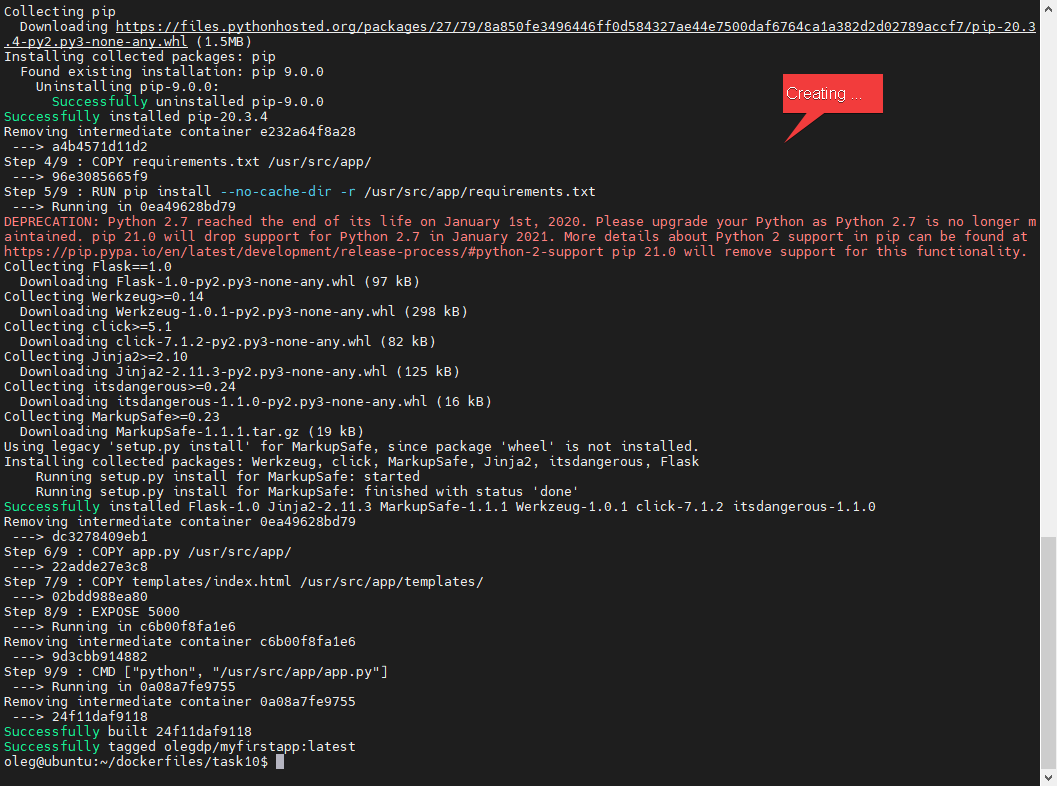 Collecting pip
  Downloading https://files.pythonhosted.org/packages/27/79/8a850fe3496446ff0d584327ae44e7500daf6764ca1a382d2d02789accf7/pip-20.3
.4-py2.py3-none-any.whl (1.5MB)
Installing collected packages: pip
  Found existing installation: pip 9.0.0
    Uninstalling pip-9.0.0:
      Successfully uninstalled pip-9.0.0
Creating ...
Successfully installed pip-20.3.4
Removing intermediate container e232a64f8a28
 ---> a4b4571d11d2
Step 4/9 : COPY requirements.txt /usr/src/app/
 ---> 96e3085665f9
Step 5/9 : RUN pip install --no-cache-dir -r /usr/src/app/requirements.txt
 ---> Running in 0ea49628bd79
DEPRECATION: Python 2.7 reached the end of its life on January 1st, 2020. Please upgrade your Python as Python 2.7 is no longer m
aintained. pip 21.0 will drop support for Python 2.7 in January 2021. More details about Python 2 support in pip can be found at
https://pip.pypa.io/en/latest/development/release-process/#python-2-support pip 21.0 will remove support for this functionality.
Collecting Flask==1.0
  Downloading Flask-1.0-py2.py3-none-any.whl (97 kB)
Collecting Werkzeug>=0.14
  Downloading Werkzeug-1.0.1-py2.py3-none-any.whl (298 kB)
Collecting click>=5.1
  Downloading click-7.1.2-py2.py3-none-any.whl (82 kB)
Collecting Jinja2>=2.10
  Downloading Jinja2-2.11.3-py2.py3-none-any.whl (125 kB)
Collecting itsdangerous>=0.24
  Downloading itsdangerous-1.1.0-py2.py3-none-any.whl (16 kB)
Collecting MarkupSafe>=0.23
  Downloading MarkupSafe-1.1.1.tar.gz (19 kB)
Using legacy 'setup.py install' for MarkupSafe, since package 'wheel' is not installed.
Installing collected packages: Werkzeug, click, MarkupSafe, Jinja2, itsdangerous, Flask
    Running setup.py install for MarkupSafe: started
    Running setup.py install for MarkupSafe: finished with status 'done'
Successfully installed Flask-1.0 Jinja2-2.11.3 MarkupSafe-1.1.1 Werkzeug-1.0.1 click-7.1.2 itsdangerous-1.1.0
Removing intermediate container 0ea49628bd79
 ---> dc3278409eb1
Step 6/9 : COPY app.py /usr/src/app/
 ---> 22adde27e3c8
Step 7/9 : COPY templates/index.html /usr/src/app/templates/
 ---> 02bdd988ea80
Step 8/9 : EXPOSE 5000
 ---> Running in c6b00f8fa1e6
Removing intermediate container c6b00f8fa1e6
 ---> 9d3cbb914882
Step 9/9 : CMD ["python", "/usr/src/app/app.py"]
 ---> Running in 0a08a7fe9755
Removing intermediate container 0a08a7fe9755
 ---> 24f11daf9118
Successfully built 24f11daf9118
Successfully tagged olegdp/myfirstapp:latest
oleg@ubuntu:~/dockerfiles/task10$